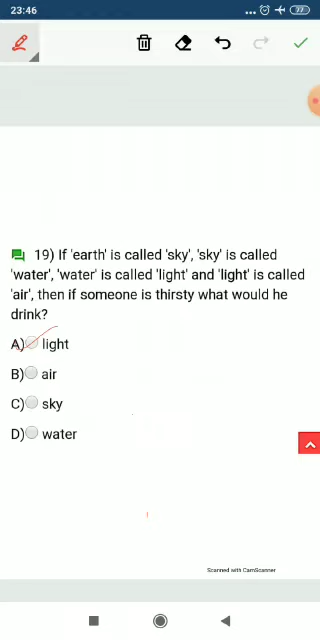 23:46
77
19) If 'earth' is called 'sky', 'sky' is called
'water', 'water' is called 'light' and 'light' is called
'air', then if someone is thirsty what would he
drink?
A) light
B) air
C) sky
D) water
Scanned with CamScanner